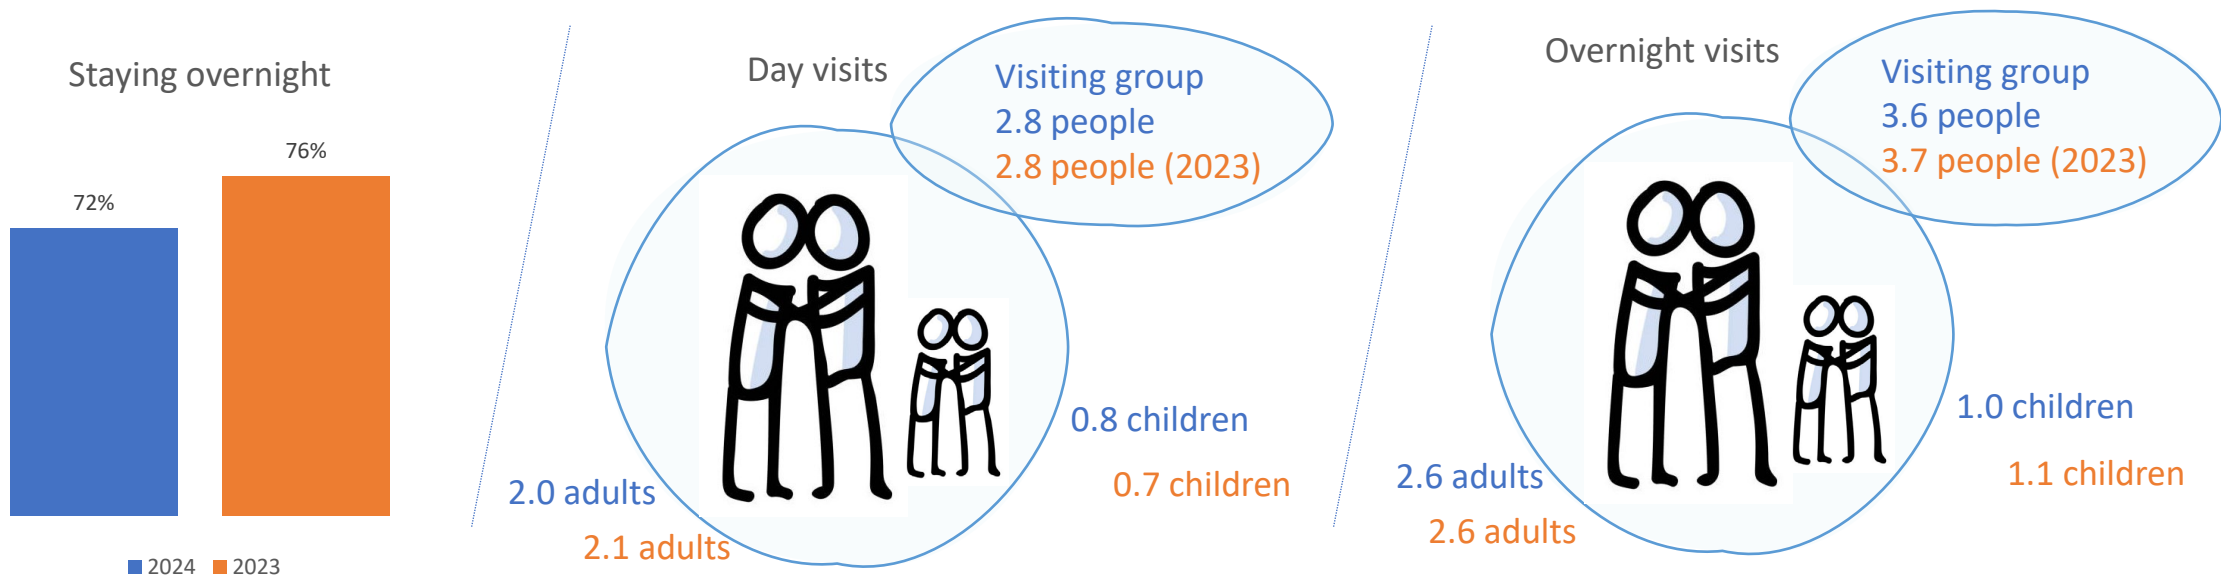 Staying overnight
76%
72%
2024 2023
Day visits
Visiting group
2.8 people
2.8 people (2023)
0.8 children
0.7 children
2.0 adults
2.1 adults
Overnight visits
Visiting group
3.6 people
3.7 people (2023)
1.0 children
1.1 children
2.6 adults
2.6 adults